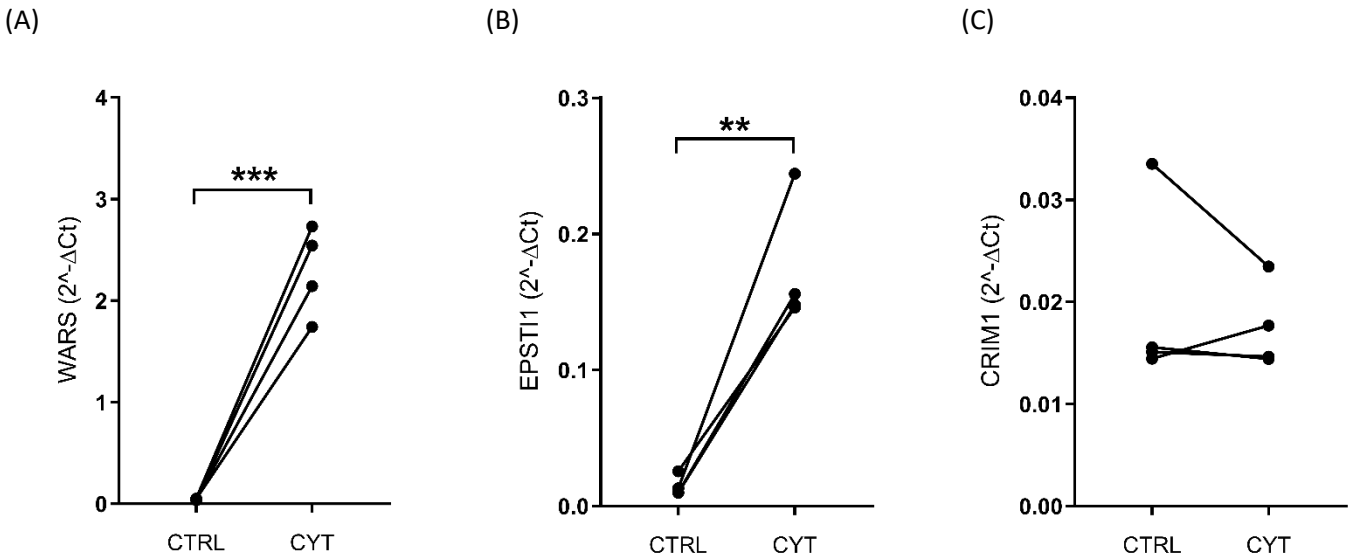 (A)
(B)
(C)
WARS (2^-ΔCt)
4
3
2
1
0
***
CTRL
CYT
EPSTI1 (2^-ΔCt)
0.3
0.2
0.1
0.0
**
CTRL
CYT
CRIM1 (2^-ΔCt)
0.04
0.03
0.02
0.01
0.00
CTRL
CYT